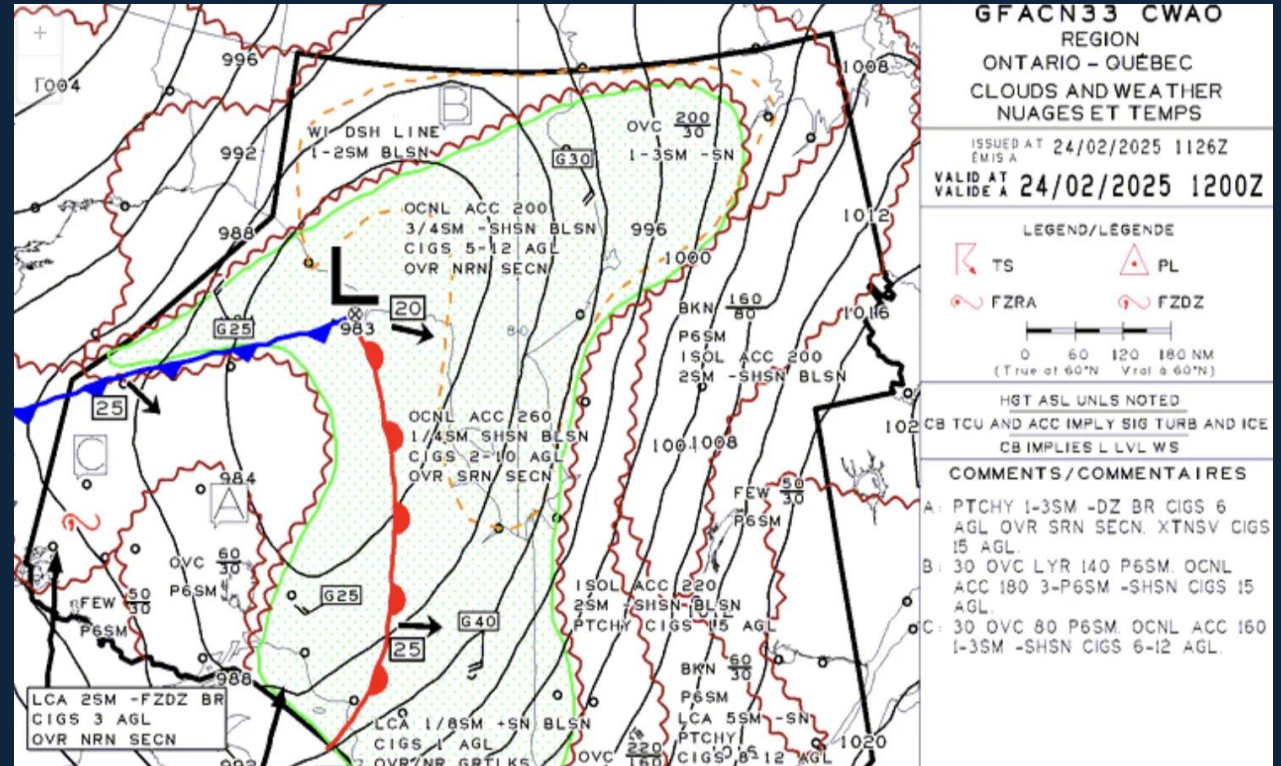 GFACN33 CWAO
REGION
ONTARIO – QUÉBEC
CLOUDS AND WEATHER
NUAGES ET TEMPS
ISSUED AT
ÉMIS A
24/02/2025 1126Z
VALID AT
VALIDE A
24/02/2025 1200Z
LEGEND/LÉGENDE
TS
PL
FZRA
FZDZ
0 60 120 180 NM
(True at 60°N Vrai à 60°N)
HGT ASL UNLS NOTED
CB TCU AND ACC IMPLY SIG TURB AND ICE
CB IMPLIES L LVL WS
COMMENTS/COMMENTAIRES
A: PTCHY 1-3SM -DZ BR CIGS 6
AGL OVR SRN SECN. XTNSV CIGS
15 AGL.
B: 30 OVC LYR 140 P6SM. OCNL
ACC 180 3-P6SM -SHSN CIGS 15
AGL.
C: 30 OVC 80 P6SM. OCNL ACC 160
1-3SM -SHSN CIGS 6-12 AGL.
+
1004
996
992
988
1008
1012
1016
B
WI DSH LINE
1-2SM BLSN
G30
OVC 200
30
1-3SM -SN
OCNL ACC 200
3/4SM -SHSN BLSN
CIGS 5-12 AGL
OVR NRN SECN
996
1000
L
983
20
G25
25
BKN 160
80
P6SM
ISOL ACC 200
2SM -SHSN BLSN
OCNL ACC 260
1/4SM SHSN BLSN
CIGS 2-10 AGL
OVR SRN SECN
1008
C
984
A
FEW 50
30
P6SM
OVC 60
30
P6SM
FEW 50
30
P6SM
G25
G40
25
ISOL ACC 220
2SM -SHSN BLSN
PTCHY CIGS 15 AGL
988
BKN 60
30
P6SM
LCA 5SM -SN
PTCHY
CIGS 8-12 AGL
LCA 2SM -FZDZ BR
CIGS 3 AGL
OVR NRN SECN
LCA 1/8SM +SN BLSN
CIGS 1 AGL
OVR/NR GRTLKS
OVC 220
160
1020